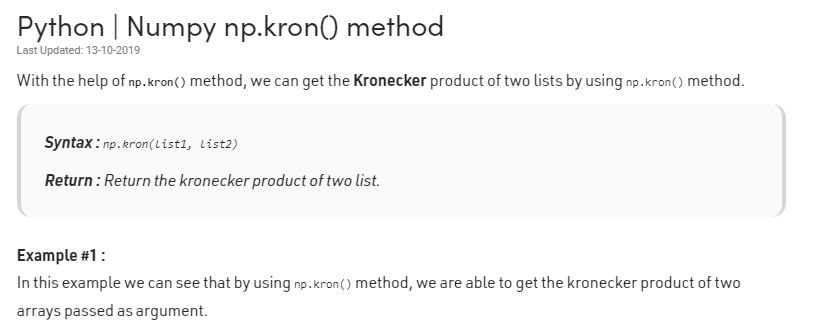 Python | Numpy np.kron() method
Last Updated: 13-10-2019
With the help of np.kron() method, we can get the Kronecker product of two lists by using np.kron() method.
Syntax : np.kron(list1, list2)
Return : Return the kronecker product of two list.
Example #1 :
In this example we can see that by using np.kron() method, we are able to get the kronecker product of two
arrays passed as argument.